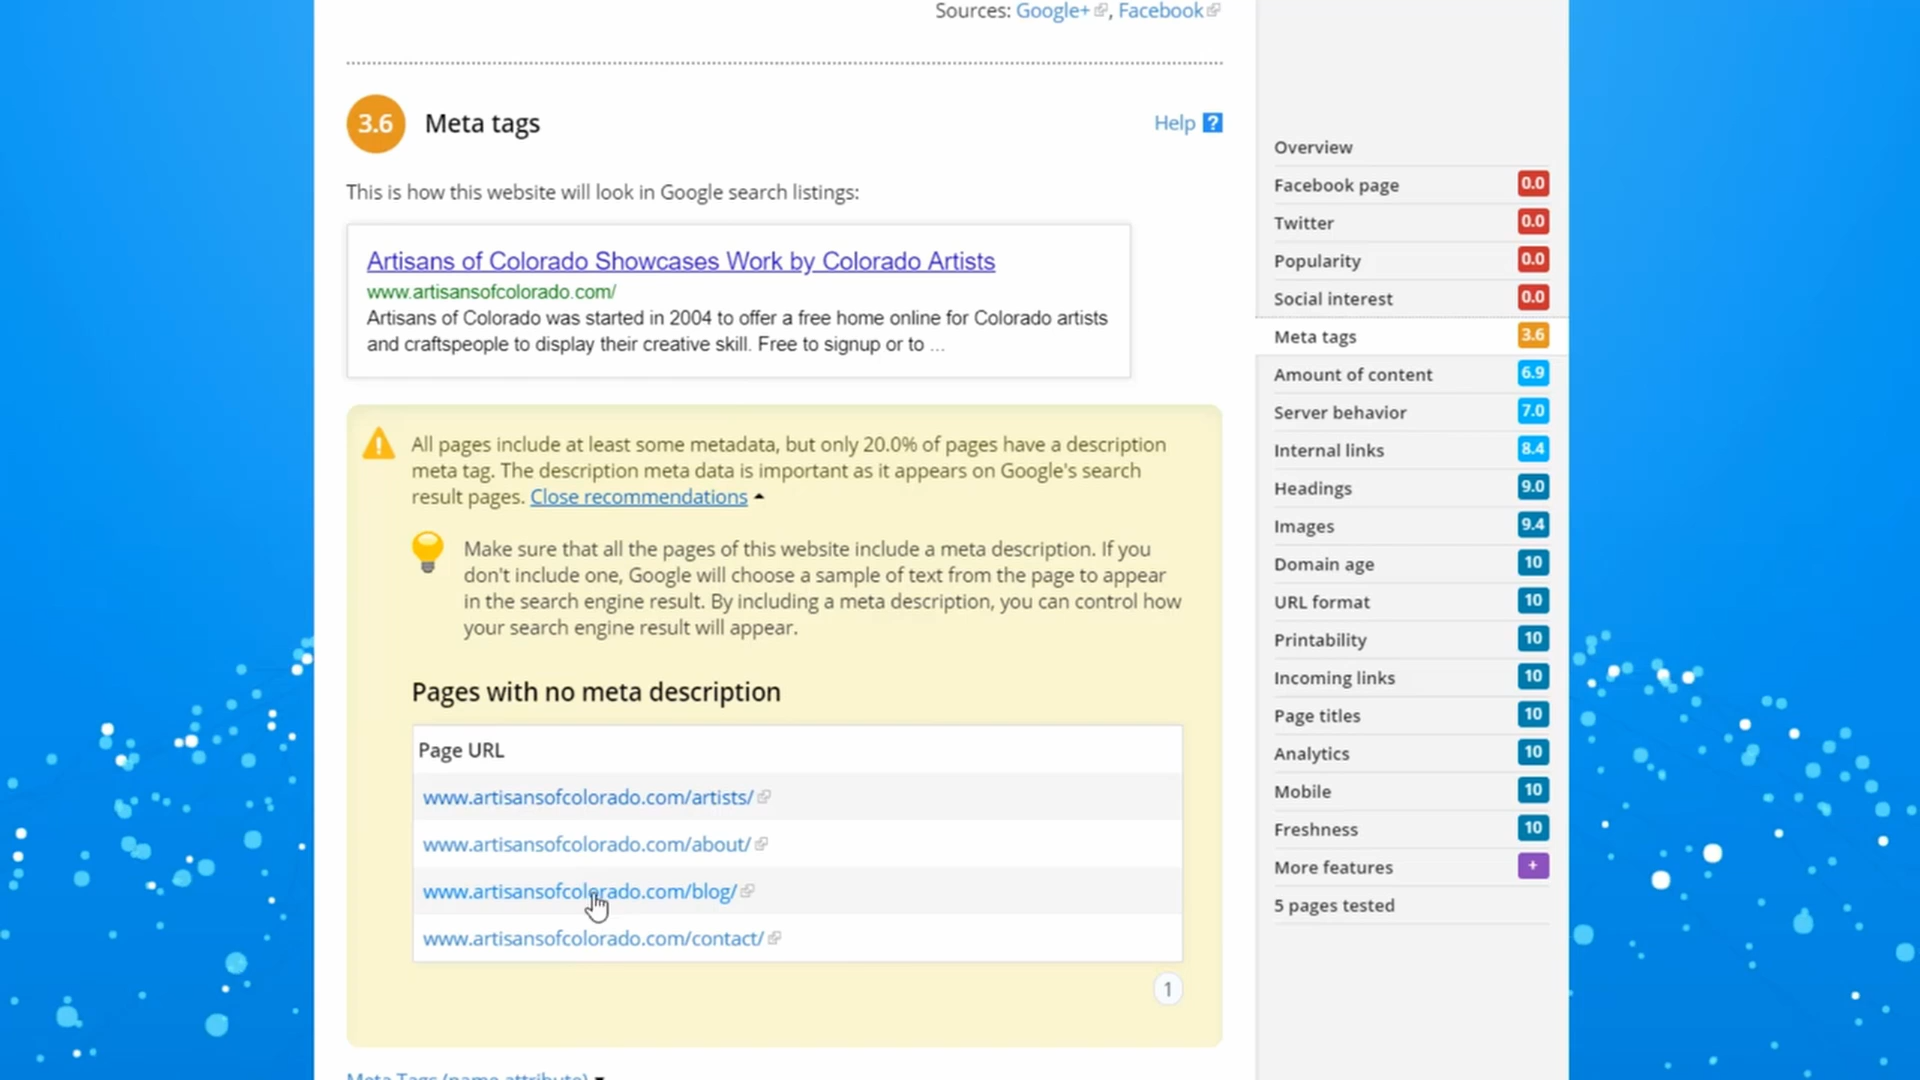 Sources: Google+, Facebook
3.6 Meta tags
Help ?
This is how this website will look in Google search listings:
Artisans of Colorado Showcases Work by Colorado Artists
www.artisansofcolorado.com/
Artisans of Colorado was started in 2004 to offer a free home online for Colorado artists
and craftspeople to display their creative skill. Free to signup or to ...
All pages include at least some metadata, but only 20.0% of pages have a description
meta tag. The description meta data is important as it appears on Google's search
result pages. Close recommendations
Make sure that all the pages of this website include a meta description. If you
don't include one, Google will choose a sample of text from the page to appear
in the search engine result. By including a meta description, you can control how
your search engine result will appear.
Pages with no meta description
Page URL
www.artisansofcolorado.com/artists/
www.artisansofcolorado.com/about/
www.artisansofcolorado.com/blog/
www.artisansofcolorado.com/contact/
1
Meta Tags (name attribute)
Overview
Facebook page 0.0
Twitter 0.0
Popularity 0.0
Social interest 0.0
Meta tags 3.6
Amount of content 6.9
Server behavior 7.0
Internal links 8.4
Headings 9.0
Images 9.4
Domain age 10
URL format 10
Printability 10
Incoming links 10
Page titles 10
Analytics 10
Mobile 10
Freshness 10
More features +
5 pages tested